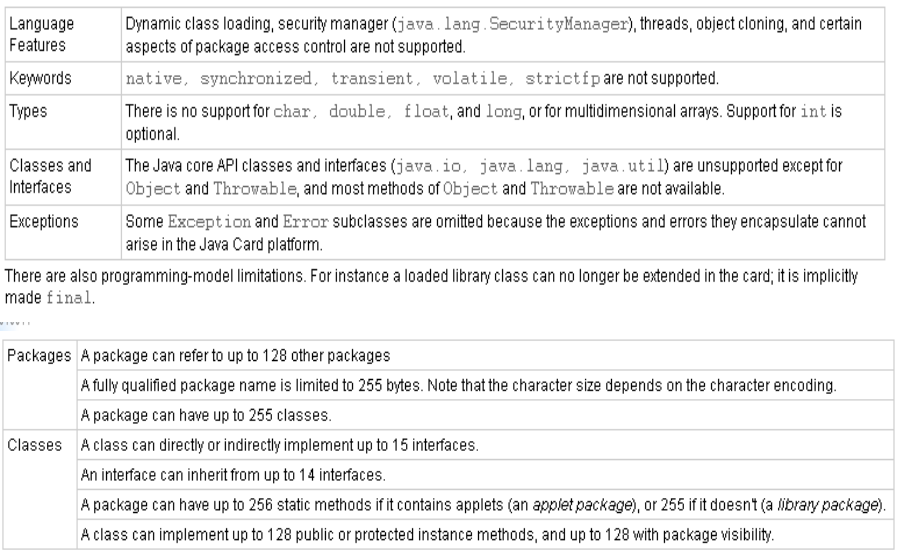 Language Dynamic class loading, security manager (java.lang.SecurityManager), threads, object cloning, and certain
Features aspects of package access control are not supported.
Keywords native, synchronized, transient, volatile, strictfp are not supported.
Types There is no support for char, double, float, and long, or for multidimensional arrays. Support for int is
optional.
Classes and The Java core API classes and interfaces (java.io, java.lang, java.util) are unsupported except for
Interfaces Object and Throwable, and most methods of Object and Throwable are not available.
Exceptions Some Exception and Error subclasses are omitted because the exceptions and errors they encapsulate cannot
arise in the Java Card platform.
There are also programming-model limitations. For instance a loaded library class can no longer be extended in the card; it is implicitly
made final.
Packages A package can refer to up to 128 other packages
A fully qualified package name is limited to 255 bytes. Note that the character size depends on the character encoding.
A package can have up to 255 classes.
Classes A class can directly or indirectly implement up to 15 interfaces.
An interface can inherit from up to 14 interfaces.
A package can have up to 256 static methods if it contains applets (an applet package), or 255 if it doesn't (a library package).
A class can implement up to 128 public or protected instance methods, and up to 128 with package visibility.